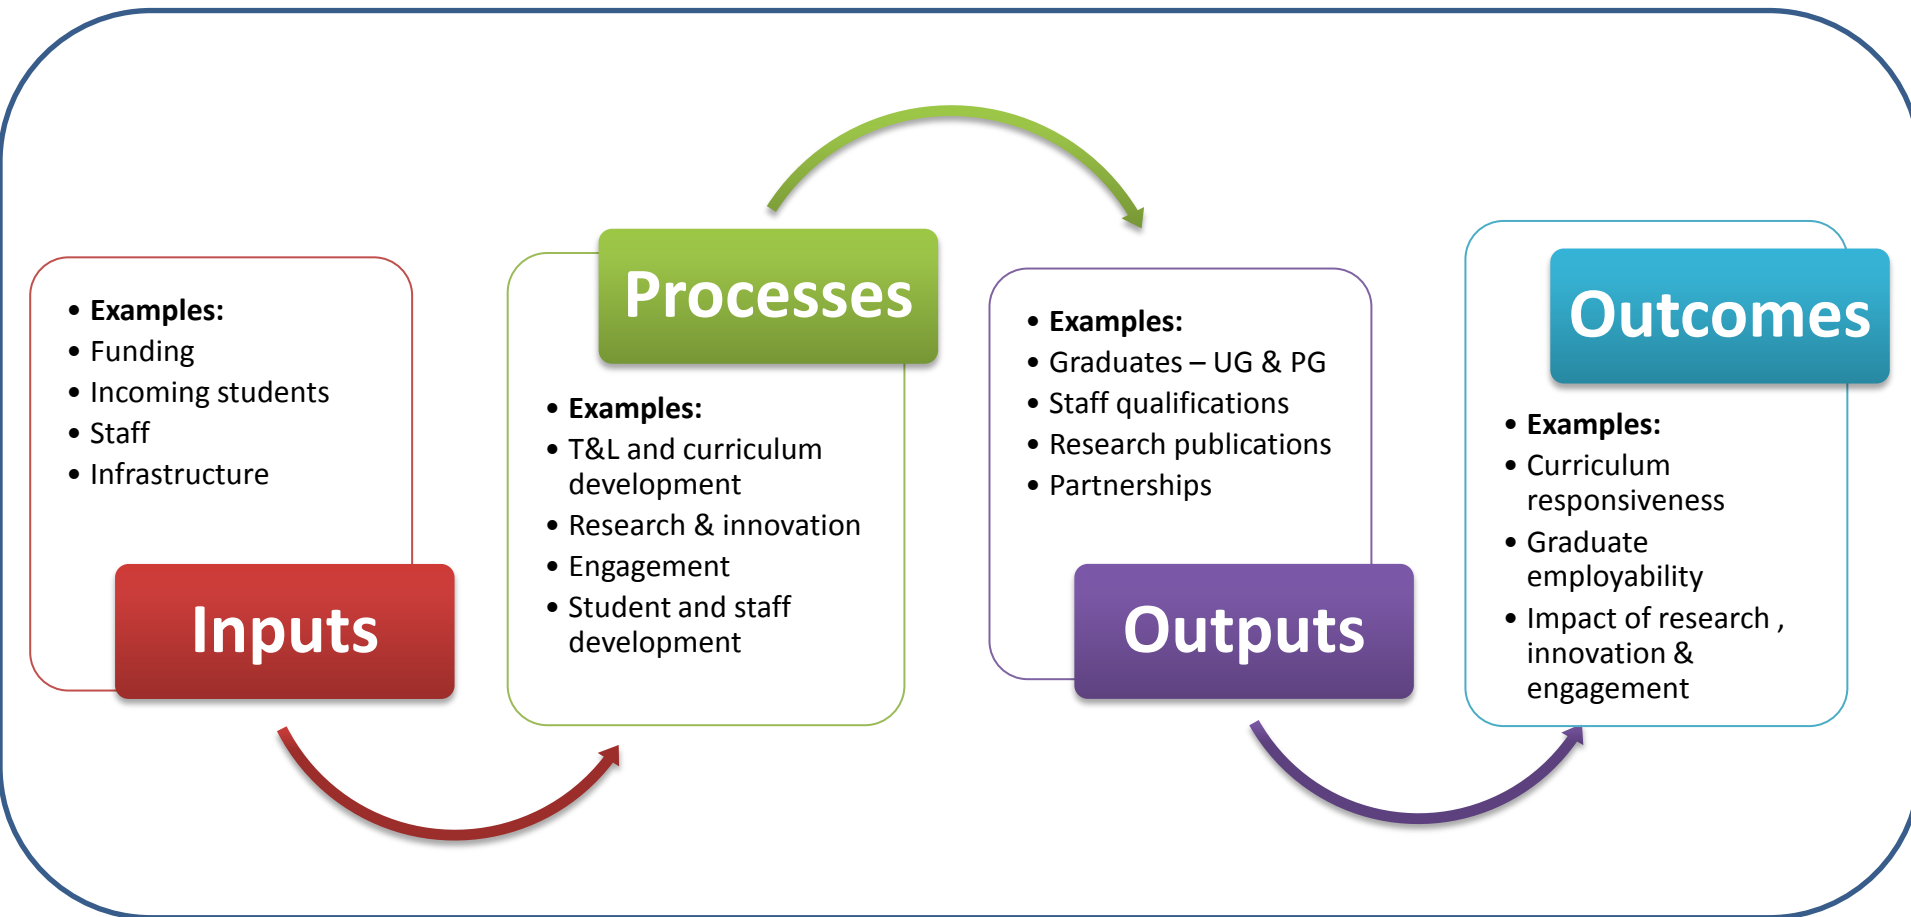 • Examples:
• Funding
• Incoming students
• Staff
• Infrastructure
Inputs
Processes
• Examples:
• T&L and curriculum
development
• Research & innovation
• Engagement
• Student and staff
development
• Examples:
• Graduates – UG & PG
• Staff qualifications
• Research publications
• Partnerships
Outputs
Outcomes
• Examples:
• Curriculum
responsiveness
• Graduate
employability
• Impact of research ,
innovation &
engagement